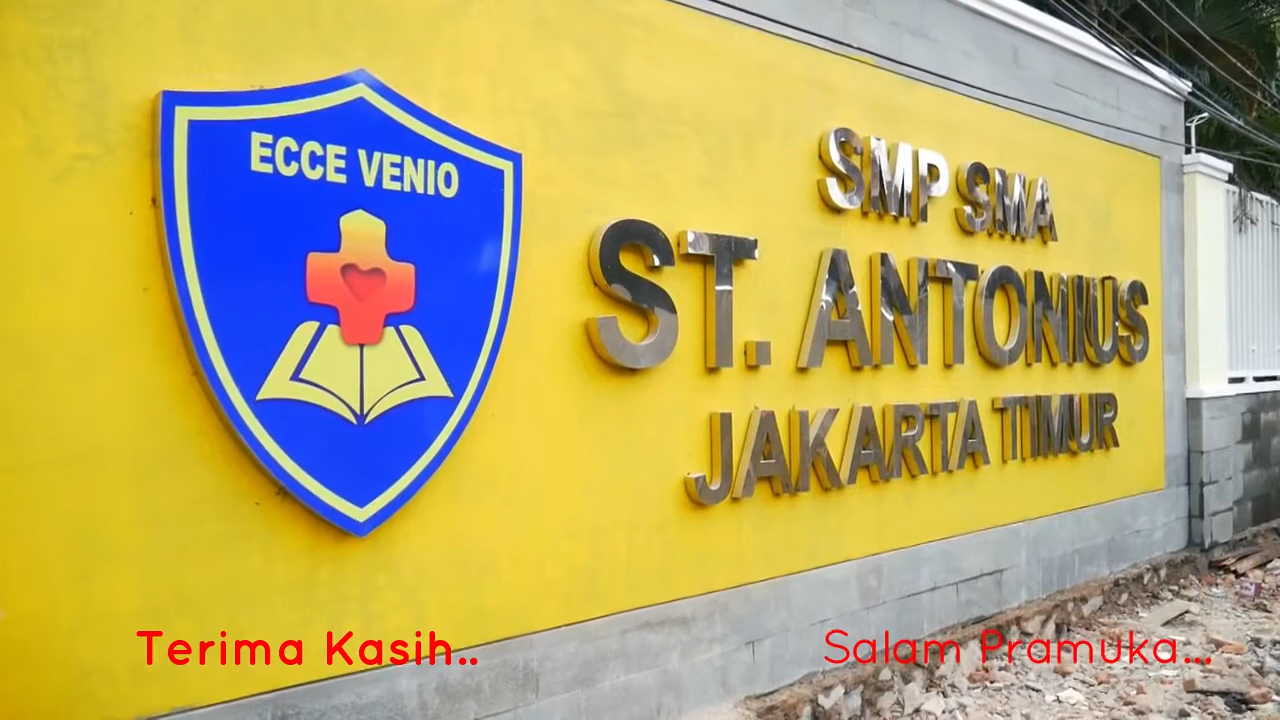 ECCE VENIO
SMP SMA
ST. ANTONIUS
JAKARTA TIMUR
Terima Kasih..
Salam Pramuka...